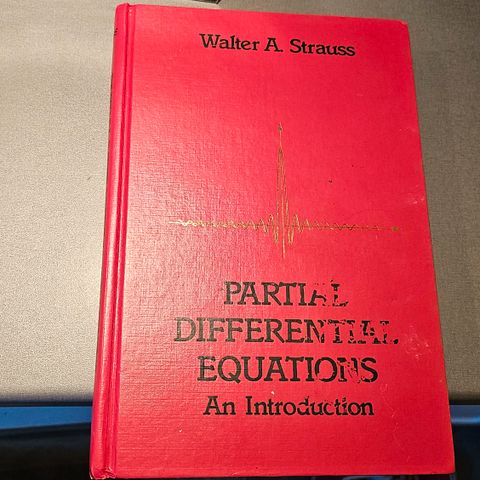 Walter A. Strauss
PARTIAL
DIFFERENTIAL
EQUATIONS
An Introduction